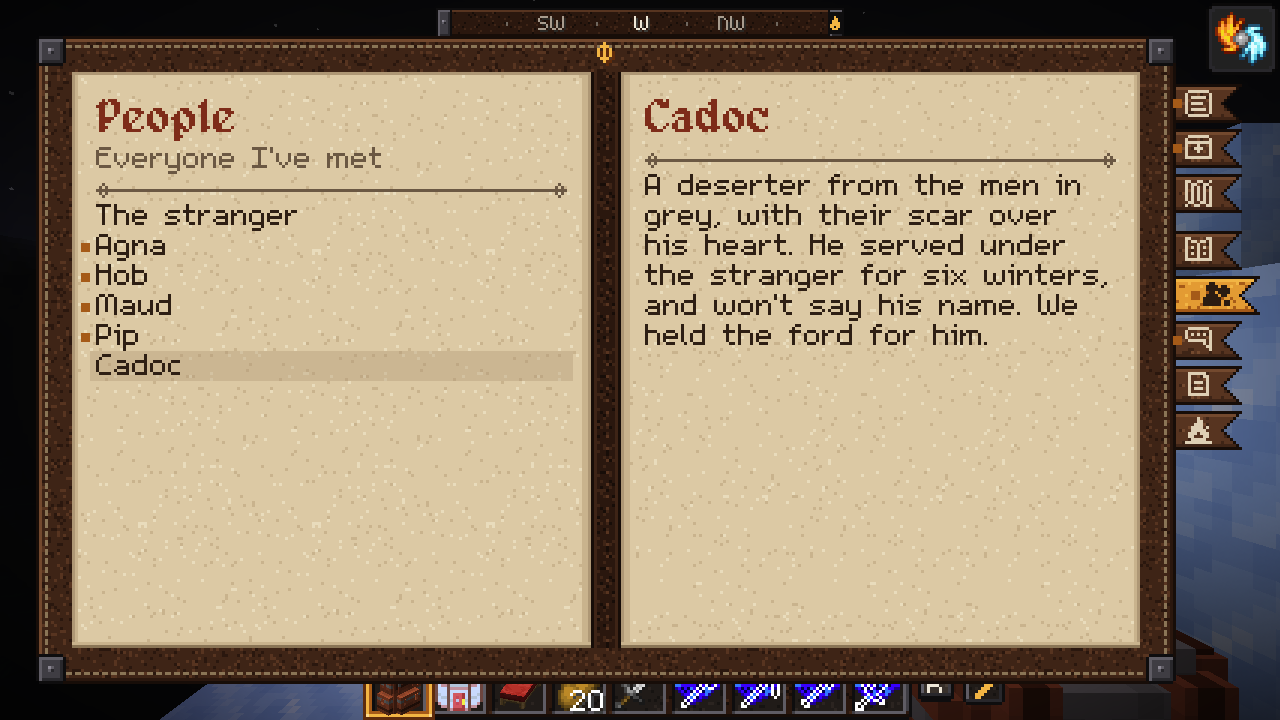 SW W NW
People
Everyone I've met
The stranger
Agna
Hob
Maud
Pip
Cadoc
Cadoc
A deserter from the men in
grey, with their scar over
his heart. He served under
the stranger for six winters,
and won't say his name. We
held the ford for him.
20